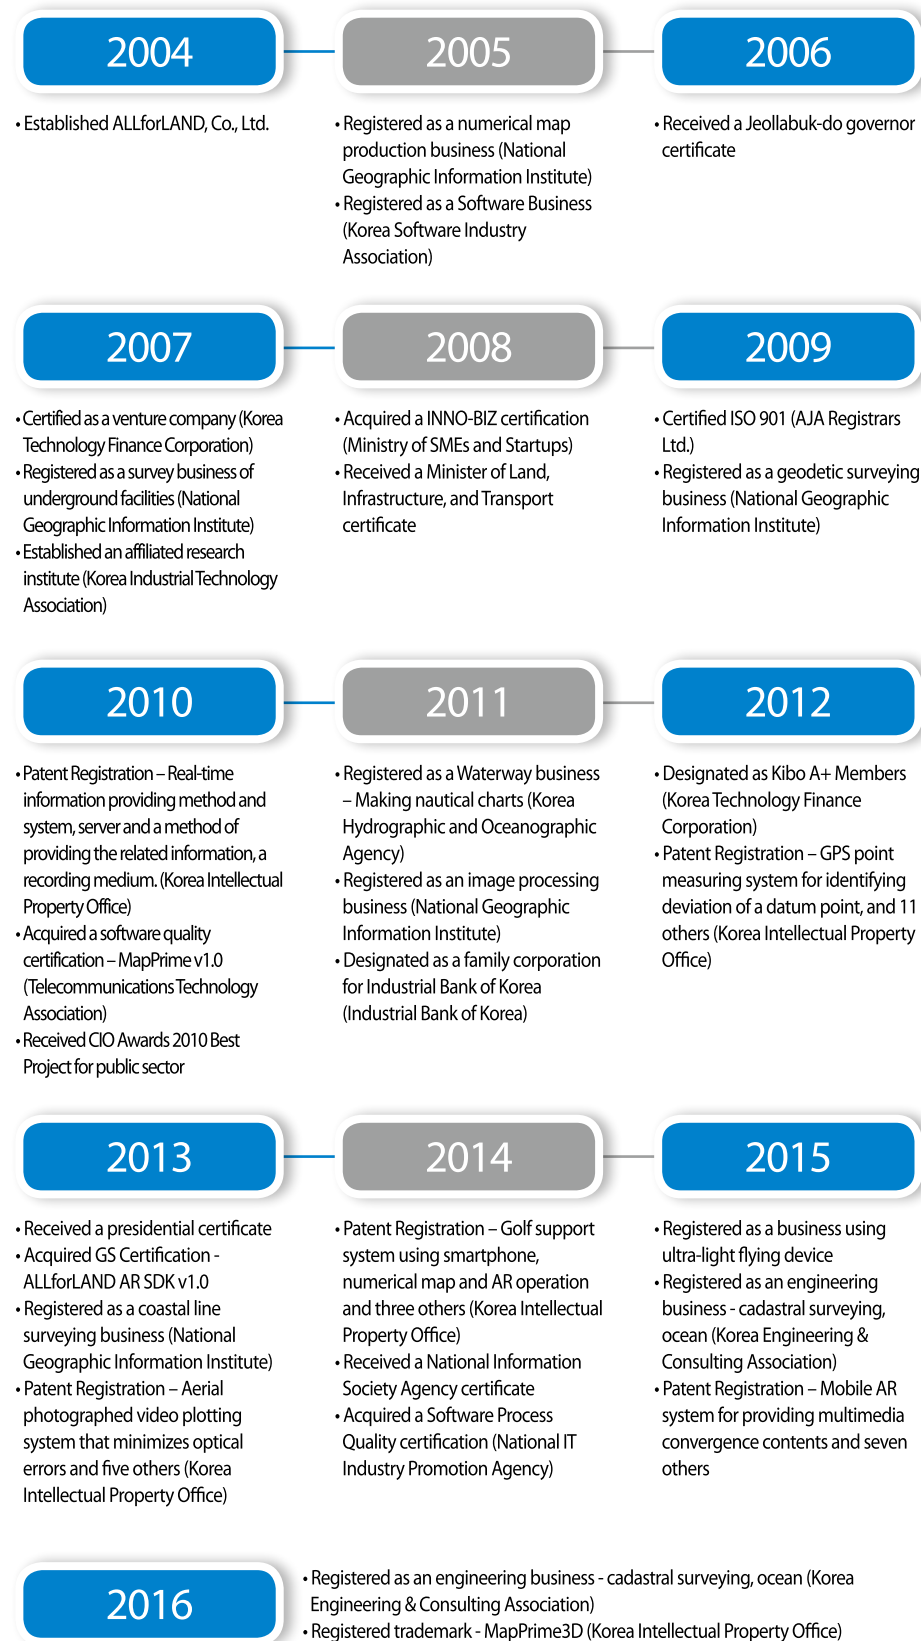 2004
• Established ALLforLAND, Co., Ltd.
2005
• Registered as a numerical map
production business (National
Geographic Information Institute)
• Registered as a Software Business
(Korea Software Industry
Association)
2006
• Received a Jeollabuk-do governor
certificate
2007
• Certified as a venture company (Korea
Technology Finance Corporation)
• Registered as a survey business of
underground facilities (National
Geographic Information Institute)
• Established an affiliated research
institute (Korea Industrial Technology
Association)
2008
• Acquired a INNO-BIZ certification
(Ministry of SMEs and Startups)
• Received a Minister of Land,
Infrastructure, and Transport
certificate
2009
• Certified ISO 901 (AJA Registrars
Ltd.)
• Registered as a geodetic surveying
business (National Geographic
Information Institute)
2010
• Patent Registration – Real-time
information providing method and
system, server and a method of
providing the related information, a
recording medium. (Korea Intellectual
Property Office)
• Acquired a software quality
certification – MapPrime v1.0
(Telecommunications Technology
Association)
• Received CIO Awards 2010 Best
Project for public sector
2011
• Registered as a Waterway business
– Making nautical charts (Korea
Hydrographic and Oceanographic
Agency)
• Registered as an image processing
business (National Geographic
Information Institute)
• Designated as a family corporation
for Industrial Bank of Korea
(Industrial Bank of Korea)
2012
• Designated as Kibo A+ Members
(Korea Technology Finance
Corporation)
• Patent Registration – GPS point
measuring system for identifying
deviation of a datum point, and 11
others (Korea Intellectual Property
Office)
2013
• Received a presidential certificate
• Acquired GS Certification -
ALLforLAND AR SDK v1.0
• Registered as a coastal line
surveying business (National
Geographic Information Institute)
• Patent Registration – Aerial
photographed video plotting
system that minimizes optical
errors and five others (Korea
Intellectual Property Office)
2014
• Patent Registration – Golf support
system using smartphone,
numerical map and AR operation
and three others (Korea Intellectual
Property Office)
• Received a National Information
Society Agency certificate
• Acquired a Software Process
Quality certification (National IT
Industry Promotion Agency)
2015
• Registered as a business using
ultra-light flying device
• Registered as an engineering
business - cadastral surveying,
ocean (Korea Engineering &
Consulting Association)
• Patent Registration – Mobile AR
system for providing multimedia
convergence contents and seven
others
2016
• Registered as an engineering business - cadastral surveying, ocean (Korea
Engineering & Consulting Association)
• Registered trademark - MapPrime3D (Korea Intellectual Property Office)